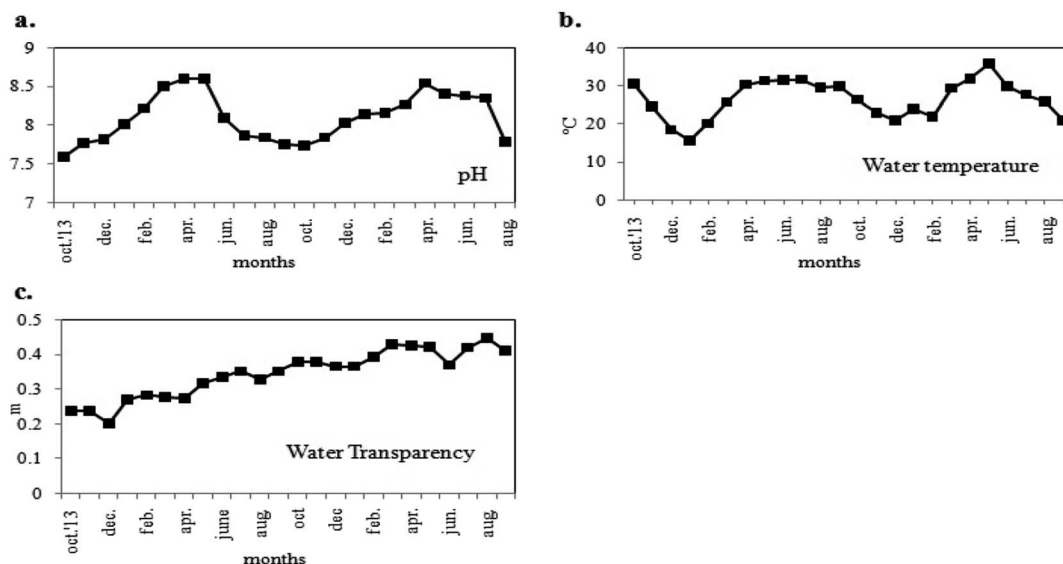 a.
9
8.5
8
7.5
7
pH
oct.'13
dec.
feb.
apr.
jun.
aug
oct.
dec.
feb.
apr.
jun.
aug
months
b.
40
30
20
10
0
°C
Water temperature
oct.'13
dec.
feb.
apr.
jun.
aug.
oct.
dec.
feb.
apr.
jun.
aug.
months
c.
0.5
0.4
0.3
0.2
0.1
0
m
Water Transparency
oct.'13
dec.
feb.
apr.
june
aug
oct
dec
feb.
apr.
jun.
aug
months